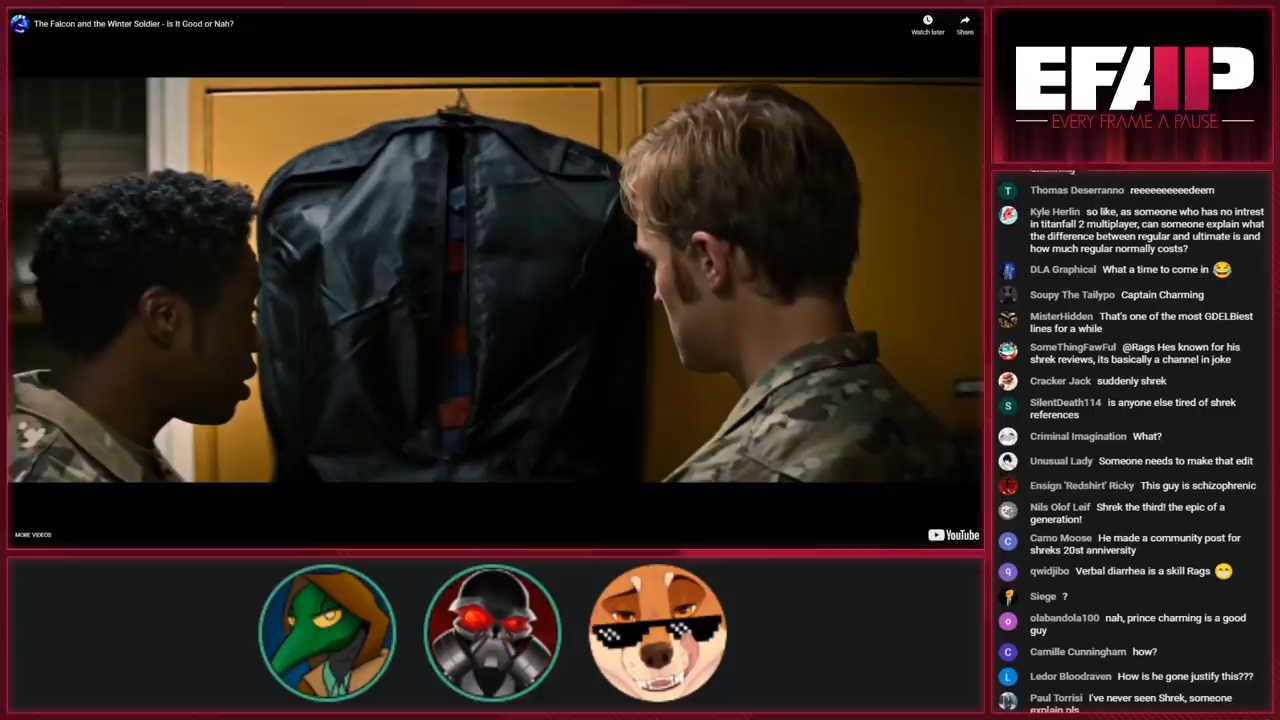 The Falcon and the Winter Soldier - Is It Good or Nah?
Watch later
Share
MORE VIDEOS
YouTube
EFAP
EVERY FRAME A PAUSE
Thomas Deserranno reeeeeeeeedeem
Kyle Herlin so like, as someone who has no intrest
in titanfall 2 multiplayer, can someone explain what
the difference between regular and ultimate is and
how much regular normally costs?
DLA Graphical What a time to come in 😂
Soupy The Tailypo Captain Charming
MisterHidden That's one of the most GDELBiest
lines for a while
SomeThingFawFul @Rags Hes known for his
shrek reviews, its basically a channel in joke
Cracker Jack suddenly shrek
SilentDeath114 is anyone else tired of shrek
references
Criminal Imagination What?
Unusual Lady Someone needs to make that edit
Ensign 'Redshirt' Ricky This guy is schizophrenic
Nils Olof Leif Shrek the third! the epic of a
generation!
Camo Moose He made a community post for
shreks 20st anniversary
qwidjibo Verbal diarrhea is a skill Rags 😁
Siege ?
olabandola100 nah, prince charming is a good
guy
Camille Cunningham how?
Ledor Bloodraven How is he gone justify this???
Paul Torrisi I've never seen Shrek, someone
explain pls